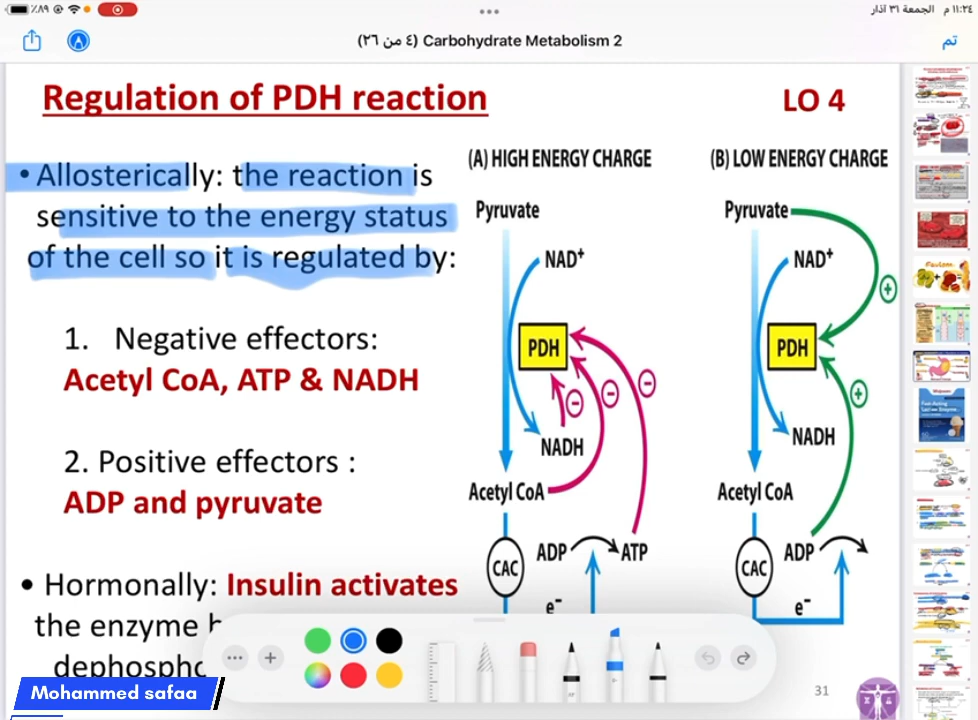 ٪٨٩
١١:٢٤ م الجمعة ٣١ آذار
Carbohydrate Metabolism 2 (٤ من ٢٦)
تم
Regulation of PDH reaction
LO 4
• Allosterically: the reaction is
sensitive to the energy status
of the cell so it is regulated by:
1. Negative effectors:
Acetyl CoA, ATP & NADH
2. Positive effectors :
ADP and pyruvate
• Hormonally: Insulin activates
the enzyme b
dephospho
(A) HIGH ENERGY CHARGE
Pyruvate
NAD+
PDH
NADH
Acetyl CoA
ADP
ATP
CAC
e−
(B) LOW ENERGY CHARGE
Pyruvate
NAD+
PDH
NADH
Acetyl CoA
ADP
CAC
e−
31
Mohammed safaa